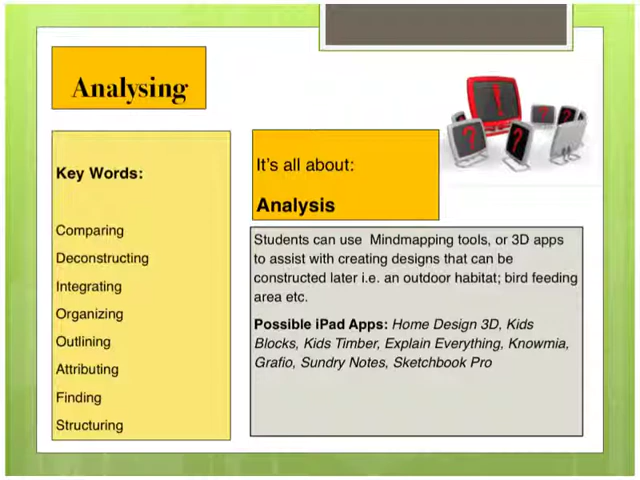 Analysing
Key Words:
Comparing
Deconstructing
Integrating
Organizing
Outlining
Attributing
Finding
Structuring
It's all about:
Analysis
Students can use Mindmapping tools, or 3D apps
to assist with creating designs that can be
constructed later i.e. an outdoor habitat; bird feeding
area etc.
Possible iPad Apps: Home Design 3D, Kids
Blocks, Kids Timber, Explain Everything, Knowmia,
Grafio, Sundry Notes, Sketchbook Pro
!
?
?
?
?